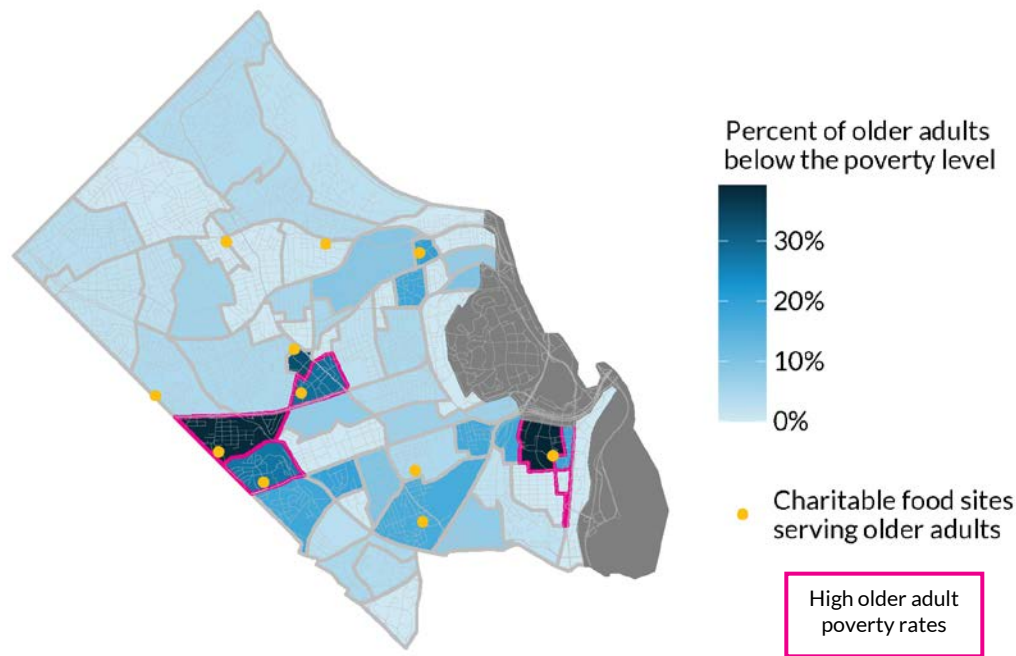 Percent of older adults
below the poverty level
30%
20%
10%
0%
Charitable food sites
serving older adults
High older adult
poverty rates